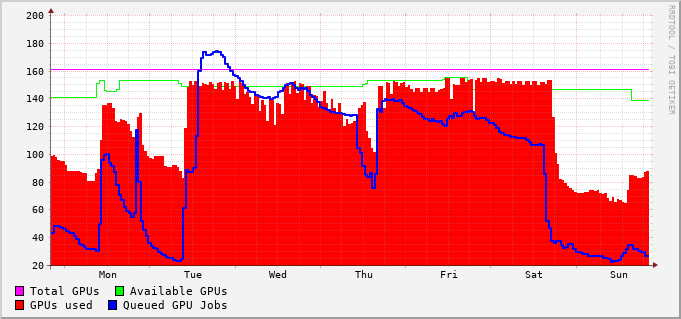 RRDTOOL / TOBI OETIKER
200
180
160
140
120
100
80
60
40
20
Mon Tue Wed Thu Fri Sat Sun
Total GPUs Available GPUs
GPUs used Queued GPU Jobs